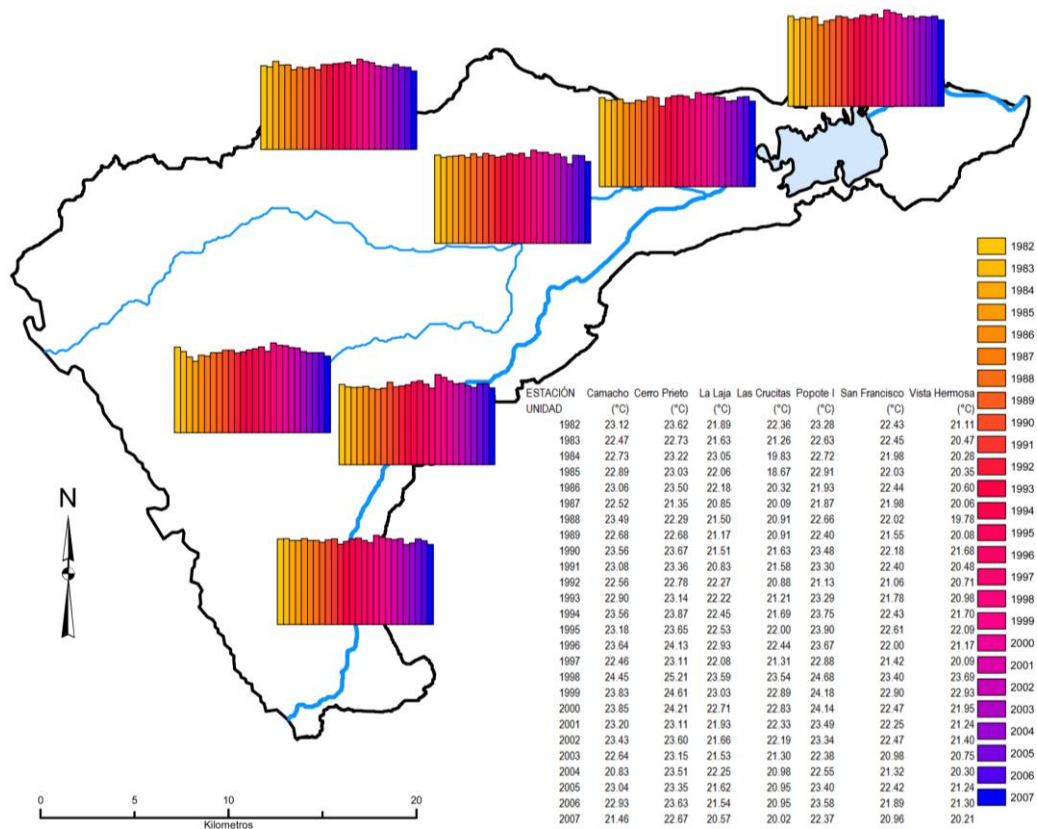 1982
1983
1984
1985
1986
1987
1988
1989
1990
1991
1992
1993
1994
1995
1996
1997
1998
1999
2000
2001
2002
2003
2004
2005
2006
2007
ESTACIÓN Camacho Cerro Prieto La Laja Las Crucitas Popote I San Francisco Vista Hermosa
UNIDAD (°C) (°C) (°C) (°C) (°C) (°C) (°C)
1982 23.12 23.62 21.89 22.36 23.28 22.43 21.11
1983 22.47 22.73 21.63 21.26 22.63 22.45 20.47
1984 22.73 23.22 23.05 19.83 22.72 21.98 20.28
1985 22.89 23.03 22.06 18.67 22.91 22.03 20.35
1986 23.06 23.50 22.18 20.32 21.93 22.44 20.60
1987 22.52 21.35 20.85 20.09 21.87 21.98 20.06
1988 23.49 22.29 21.50 20.91 22.66 22.02 19.78
1989 22.68 22.68 21.17 20.91 22.40 21.55 20.08
1990 23.56 23.67 21.51 21.63 23.48 22.18 21.68
1991 23.08 23.36 20.83 21.58 23.30 22.40 20.48
1992 22.56 22.78 22.27 20.88 21.13 21.06 20.71
1993 22.90 23.14 22.22 21.21 23.29 21.78 20.98
1994 23.56 23.87 22.45 21.69 23.75 22.43 21.70
1995 23.18 23.65 22.53 22.00 23.90 22.61 22.09
1996 23.64 24.13 22.93 22.44 23.67 22.00 21.17
1997 22.46 23.11 22.08 21.31 22.88 21.42 20.09
1998 24.45 25.21 23.59 23.54 24.68 23.40 23.69
1999 23.83 24.61 23.03 22.89 24.18 22.90 22.93
2000 23.85 24.21 22.71 22.83 24.14 22.47 21.95
2001 23.20 23.11 21.93 22.33 23.49 22.25 21.24
2002 23.43 23.60 21.66 22.19 23.34 22.47 21.40
2003 22.64 23.15 21.53 21.30 22.38 20.98 20.75
2004 20.83 23.51 22.25 20.98 22.55 21.32 20.30
2005 23.04 23.35 21.62 20.95 23.40 22.42 21.24
2006 22.93 23.63 21.54 20.95 23.58 21.89 21.30
2007 21.46 22.67 20.57 20.02 22.37 20.96 20.21
N
0 5 10 20
Kilometros